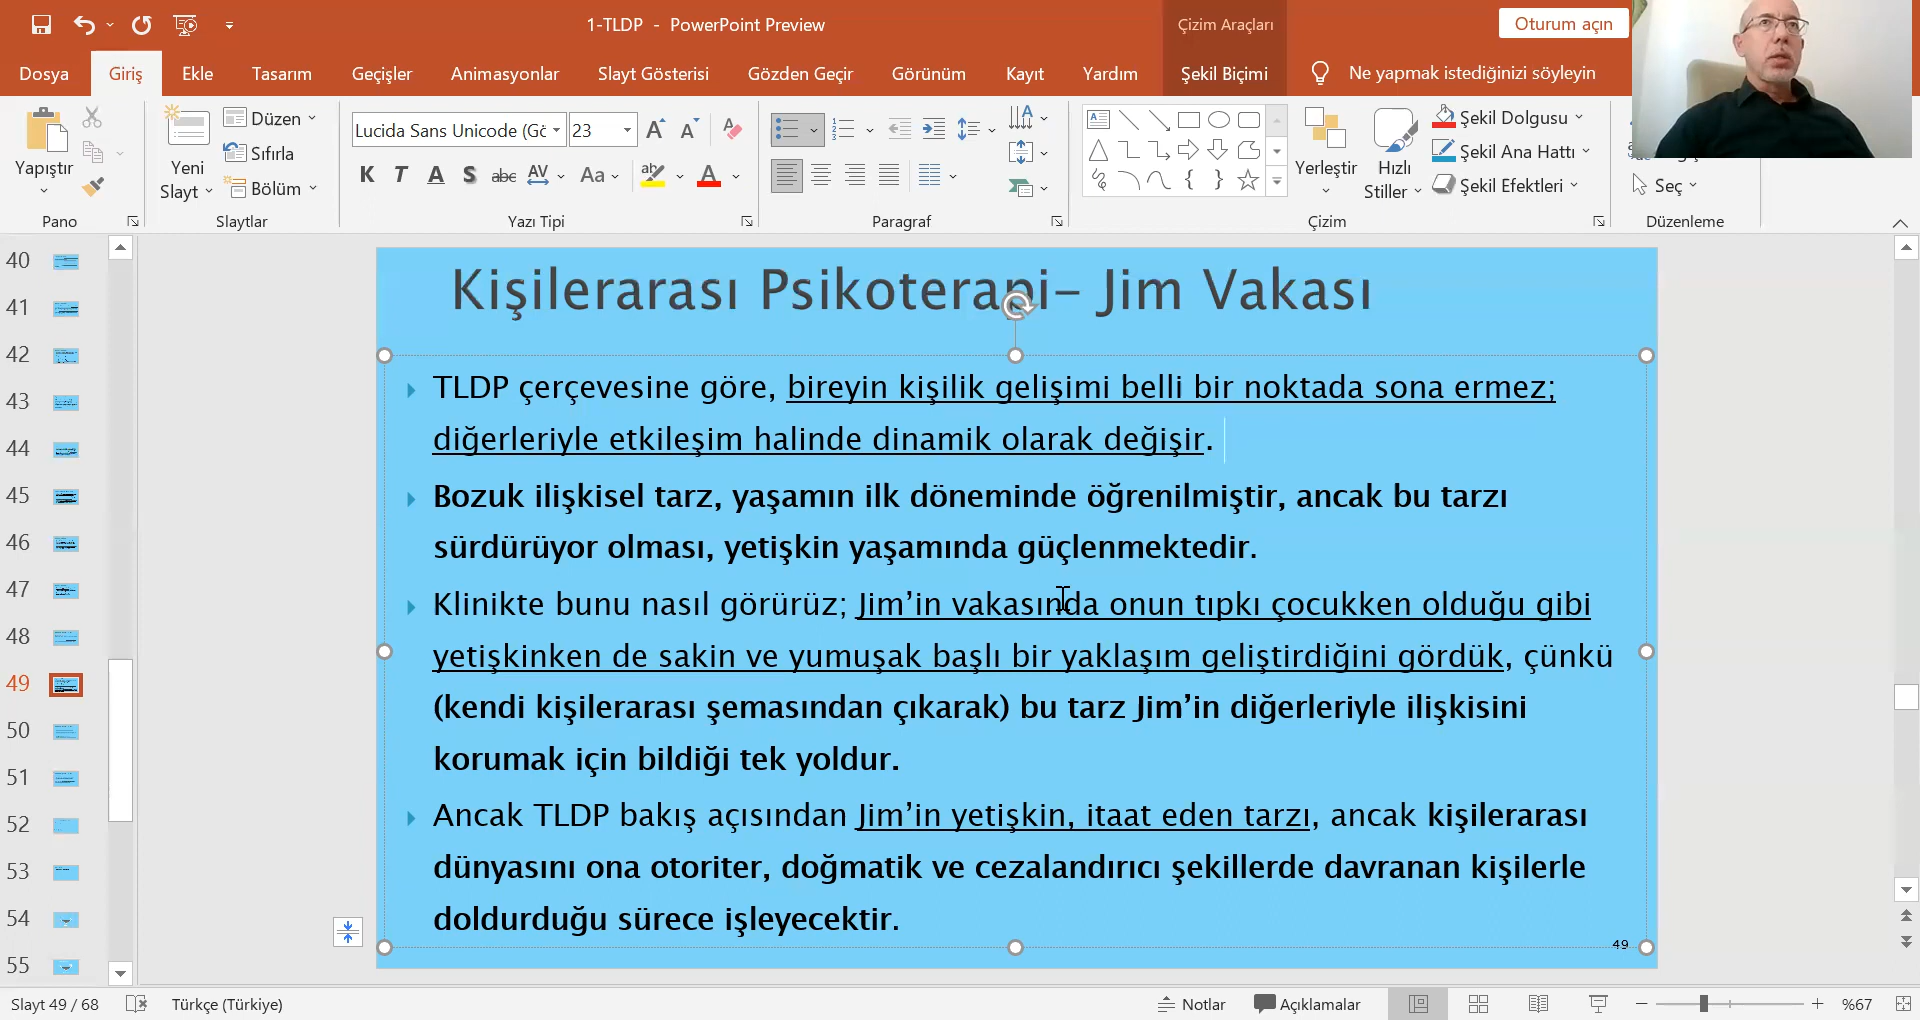 1-TLDP - PowerPoint Preview
Çizim Araçları
Oturum açın
Dosya
Giriş
Ekle
Tasarım
Geçişler
Animasyonlar
Slayt Gösterisi
Gözden Geçir
Görünüm
Kayıt
Yardım
Şekil Biçimi
Ne yapmak istediğinizi söyleyin
Yapıştır
Yeni
Slayt
Düzen
Sıfırla
Bölüm
Lucida Sans Unicode (Gö
23
K T A S abc AV Aa
Yerleştir
Hızlı
Stiller
Şekil Dolgusu
Şekil Ana Hattı
Şekil Efektleri
Seç
Pano
Slaytlar
Yazı Tipi
Paragraf
Çizim
Düzenleme
40
41
42
43
44
45
46
47
48
49
50
51
52
53
54
55
Kişilerarası Psikoterapi- Jim Vakası
TLDP çerçevesine göre, bireyin kişilik gelişimi belli bir noktada sona ermez;
diğerleriyle etkileşim halinde dinamik olarak değişir.
Bozuk ilişkisel tarz, yaşamın ilk döneminde öğrenilmiştir, ancak bu tarzı
sürdürüyor olması, yetişkin yaşamında güçlenmektedir.
Klinikte bunu nasıl görürüz; Jim’in vakasında onun tıpkı çocukken olduğu gibi
yetişkinken de sakin ve yumuşak başlı bir yaklaşım geliştirdiğini gördük, çünkü
(kendi kişilerarası şemasından çıkarak) bu tarz Jim’in diğerleriyle ilişkisini
korumak için bildiği tek yoldur.
Ancak TLDP bakış açısından Jim’in yetişkin, itaat eden tarzı, ancak kişilerarası
dünyasını ona otoriter, doğmatik ve cezalandırıcı şekillerde davranan kişilerle
doldurduğu sürece işleyecektir.
49
Slayt 49 / 68
Türkçe (Türkiye)
Notlar
Açıklamalar
%67